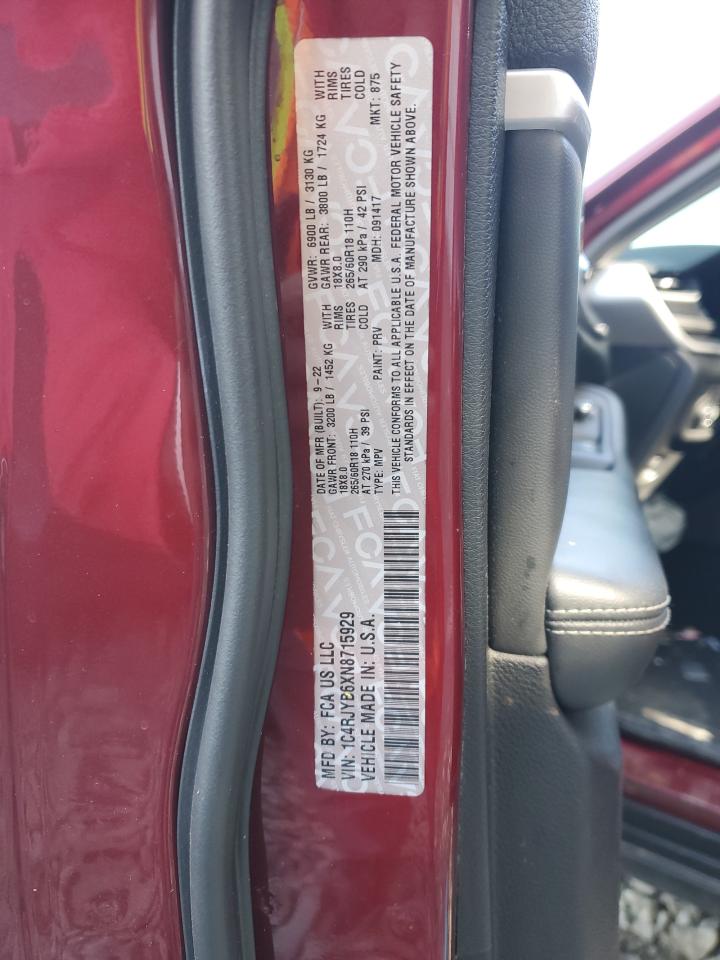 MFD BY: FCA US LLC
DATE OF MFR (BUILT): 9-22
GVWR: 6900 LB / 3130 KG
GAWR FRONT: 3200 LB / 1452 KG WITH
GAWR REAR: 3800 LB / 1724 KG WITH
18X8.0 RIMS
18X8.0 RIMS
265/60R18 110H TIRES
265/60R18 110H TIRES
AT 270 kPa / 39 PSI COLD
AT 290 kPa / 42 PSI COLD
VIN: 1C4RJYB6XN8715929
TYPE: MPV
PAINT: PRV
MDH: 091417
MKT: 875
VEHICLE MADE IN: U.S.A.
THIS VEHICLE CONFORMS TO ALL APPLICABLE U.S.A. FEDERAL MOTOR VEHICLE SAFETY
STANDARDS IN EFFECT ON THE DATE OF MANUFACTURE SHOWN ABOVE.